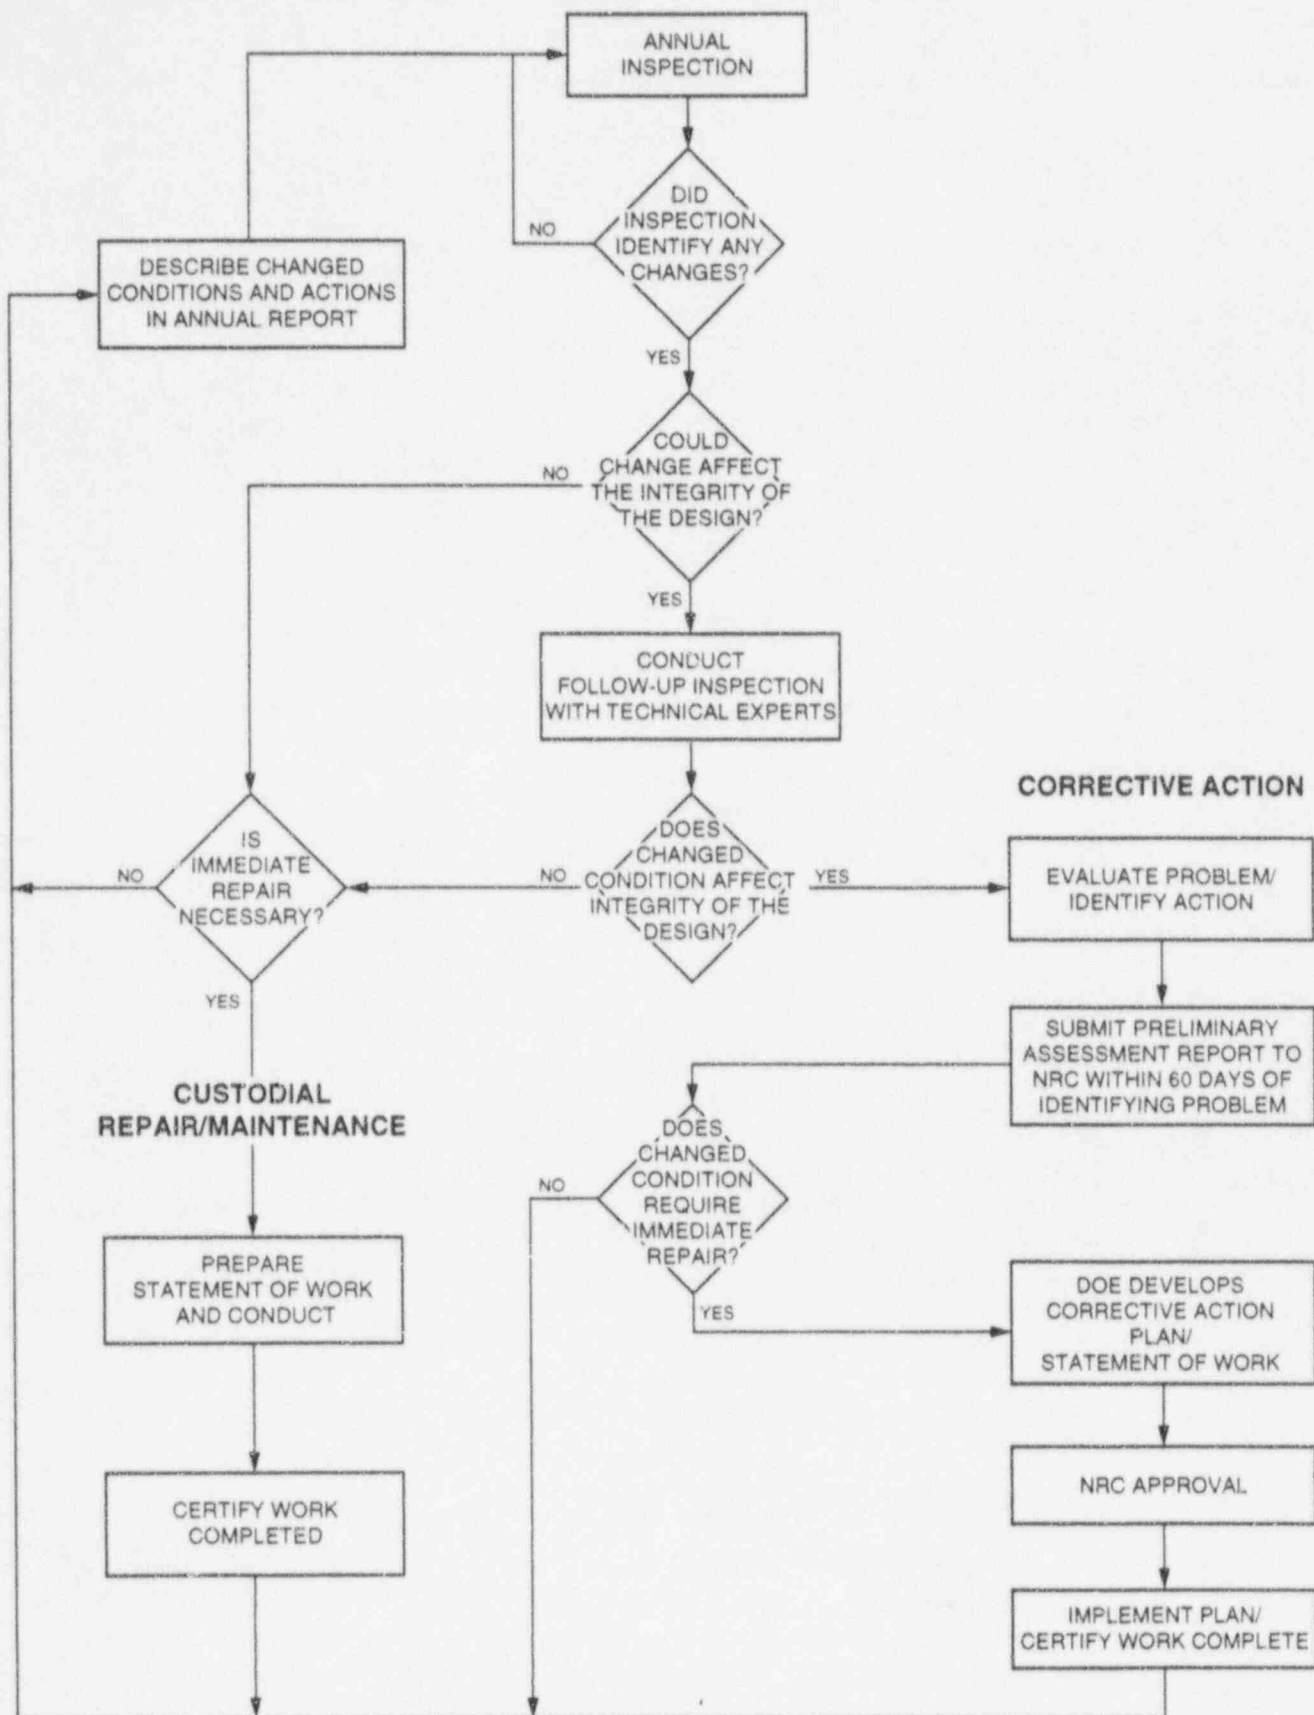 ANNUAL
INSPECTION
DID
INSPECTION
IDENTIFY ANY
CHANGES?
NO
DESCRIBE CHANGED
CONDITIONS AND ACTIONS
IN ANNUAL REPORT
YES
COULD
CHANGE AFFECT
THE INTEGRITY OF
THE DESIGN?
NO
YES
CONDUCT
FOLLOW-UP INSPECTION
WITH TECHNICAL EXPERTS
CORRECTIVE ACTION
IS
IMMEDIATE
REPAIR
NECESSARY?
NO
DOES
CHANGED
CONDITION AFFECT
INTEGRITY OF THE
DESIGN?
NO
YES
EVALUATE PROBLEM/
IDENTIFY ACTION
YES
SUBMIT PRELIMINARY
ASSESSMENT REPORT TO
NRC WITHIN 60 DAYS OF
IDENTIFYING PROBLEM
CUSTODIAL
REPAIR/MAINTENANCE
DOES
CHANGED
CONDITION
REQUIRE
IMMEDIATE
REPAIR?
NO
YES
PREPARE
STATEMENT OF WORK
AND CONDUCT
DOE DEVELOPS
CORRECTIVE ACTION
PLAN/
STATEMENT OF WORK
NRC APPROVAL
CERTIFY WORK
COMPLETED
IMPLEMENT PLAN/
CERTIFY WORK COMPLETE